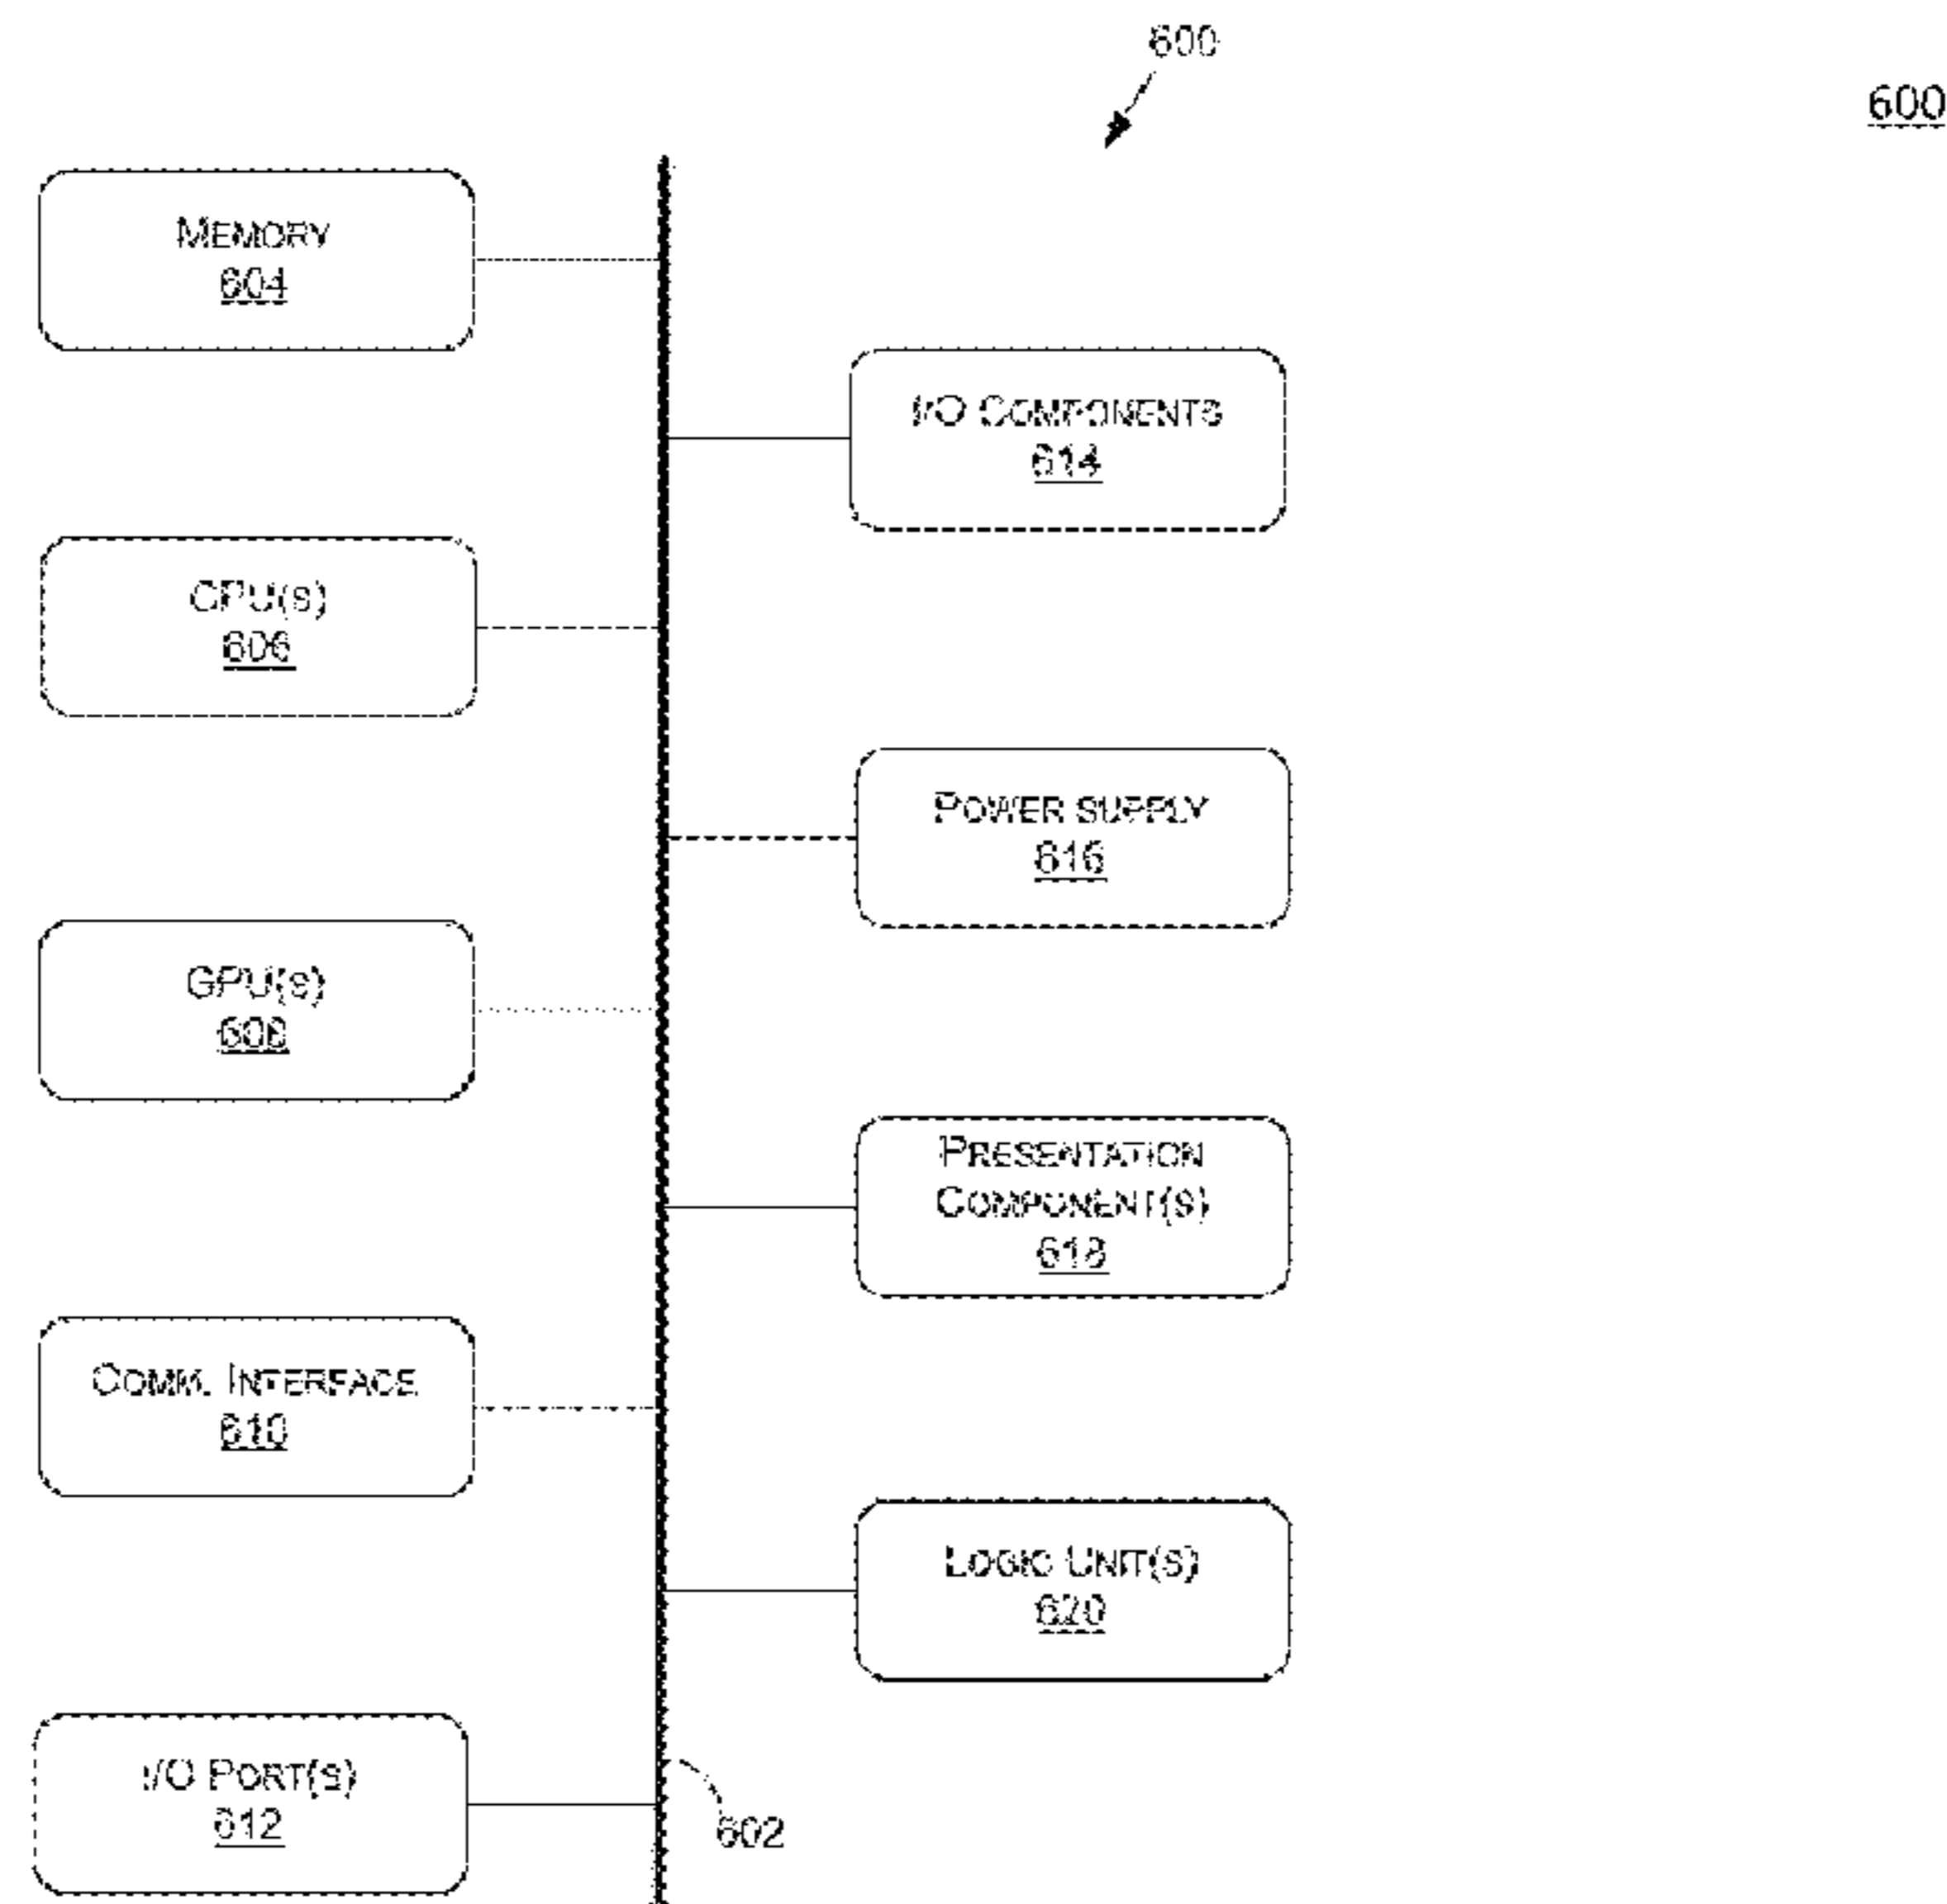 600
600
MEMORY
604
I/O COMPONENTS
614
CPU(S)
606
POWER SUPPLY
616
GPU(S)
608
PRESENTATION
COMPONENT(S)
618
COMM. INTERFACE
610
LOGIC UNIT(S)
620
I/O PORT(S)
612
602